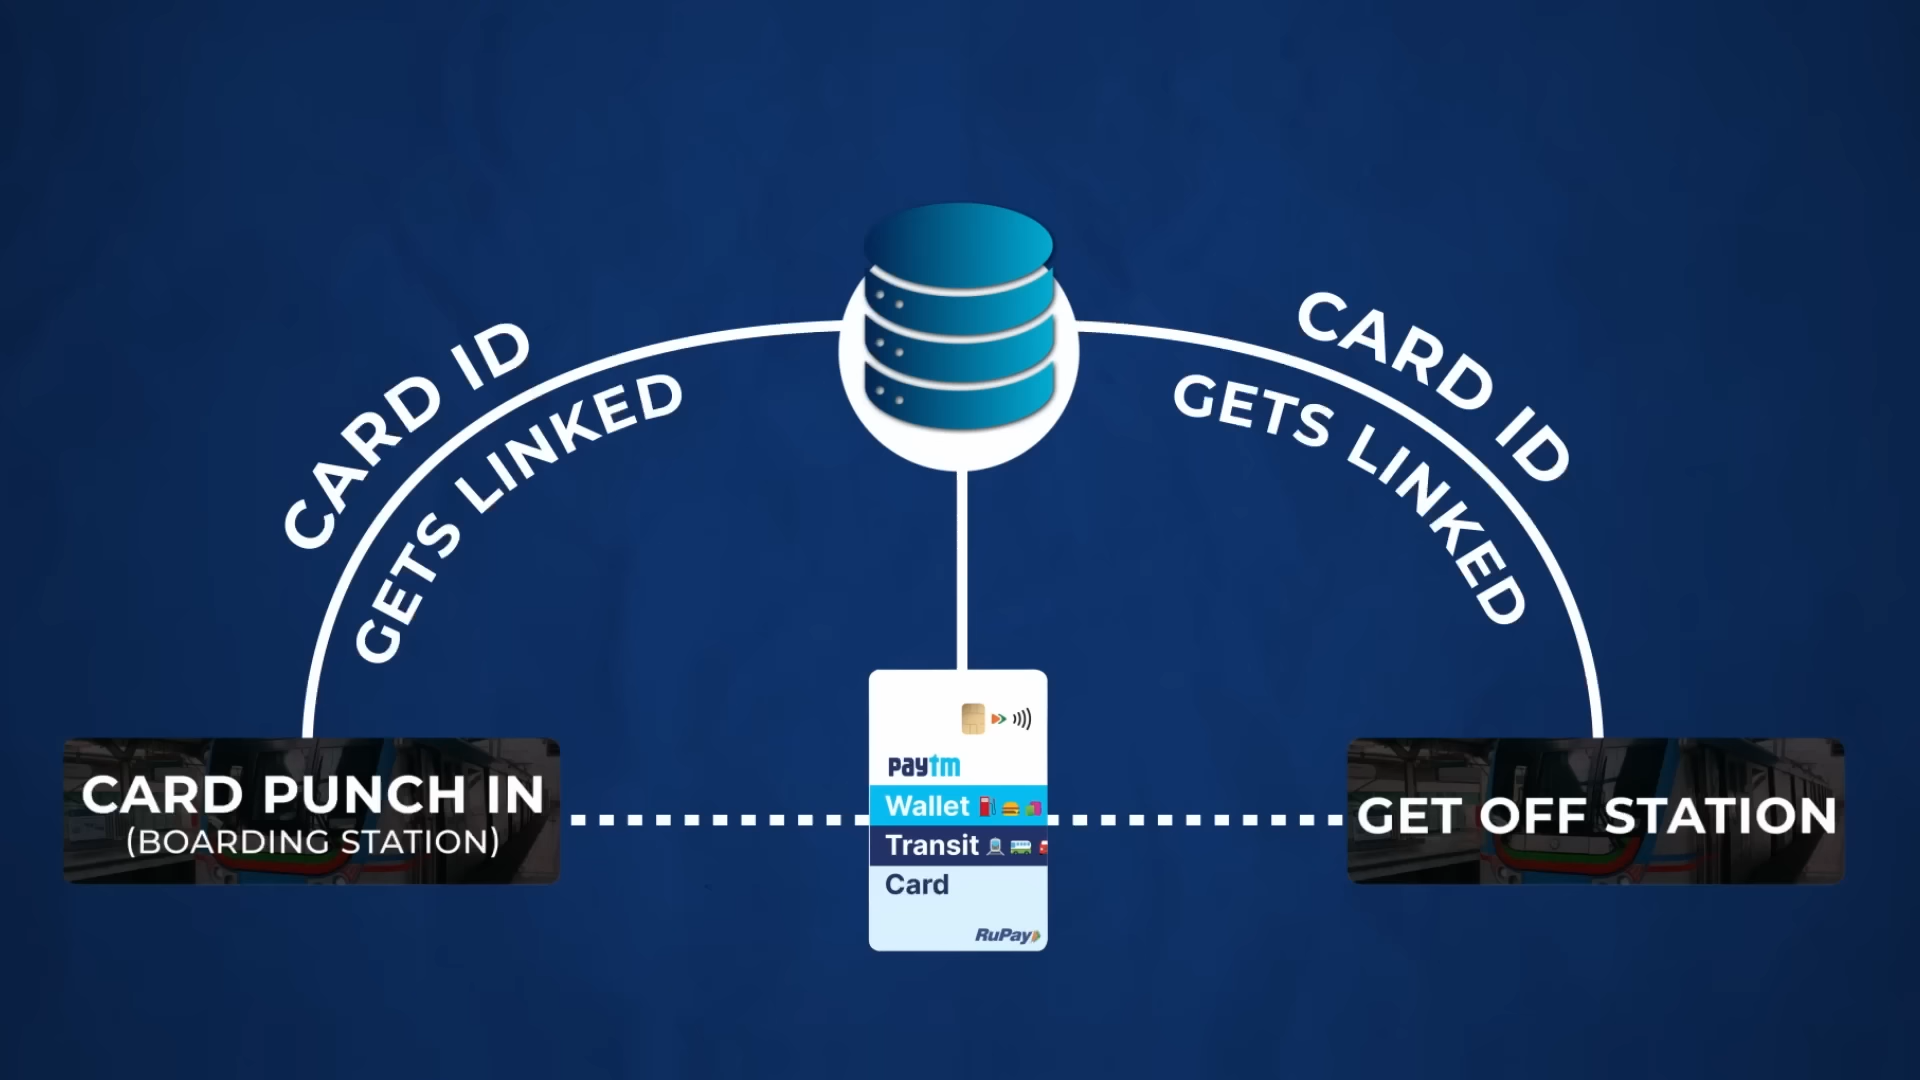 CARD ID
GETS LINKED
CARD ID
GETS LINKED
CARD PUNCH IN
(BOARDING STATION)
paytm
Wallet
Transit
Card
RuPay
GET OFF STATION